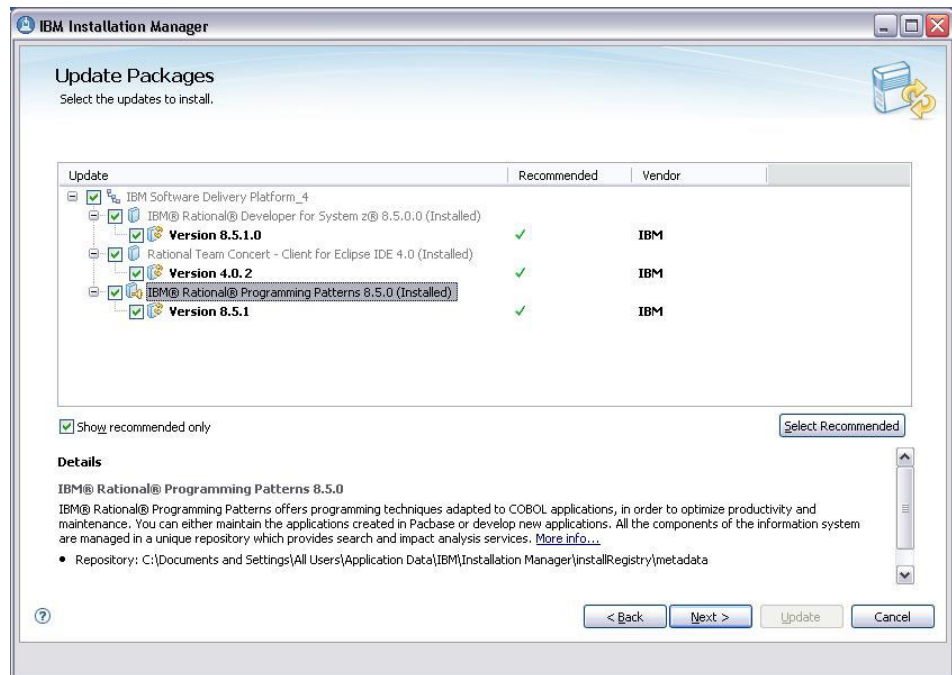 IBM Installation Manager
Update Packages
Select the updates to install.
Update Recommended Vendor
IBM Software Delivery Platform_4
IBM® Rational® Developer for System z® 8.5.0.0 (Installed)
Version 8.5.1.0 IBM
Rational Team Concert - Client for Eclipse IDE 4.0 (Installed)
Version 4.0.2 IBM
IBM® Rational® Programming Patterns 8.5.0 (Installed)
Version 8.5.1 IBM
Show recommended only Select Recommended
Details
IBM® Rational® Programming Patterns 8.5.0
IBM® Rational® Programming Patterns offers programming techniques adapted to COBOL applications, in order to optimize productivity and
maintenance. You can either maintain the applications created in Pacbase or develop new applications. All the components of the information system
are managed in a unique repository which provides search and impact analysis services. More info...
• Repository: C:\Documents and Settings\All Users\Application Data\IBM\Installation Manager\installRegistry\metadata
? < Back Next > Update Cancel